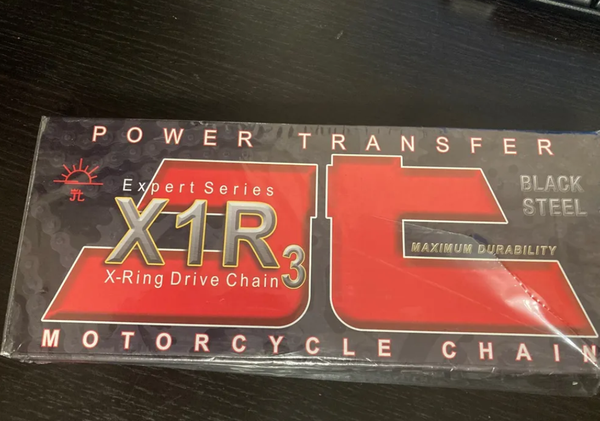 POWER TRANSFER
Expert Series
X1R3
X-Ring Drive Chain
BLACK
STEEL
MAXIMUM DURABILITY
MOTORCYCLE CHAIN